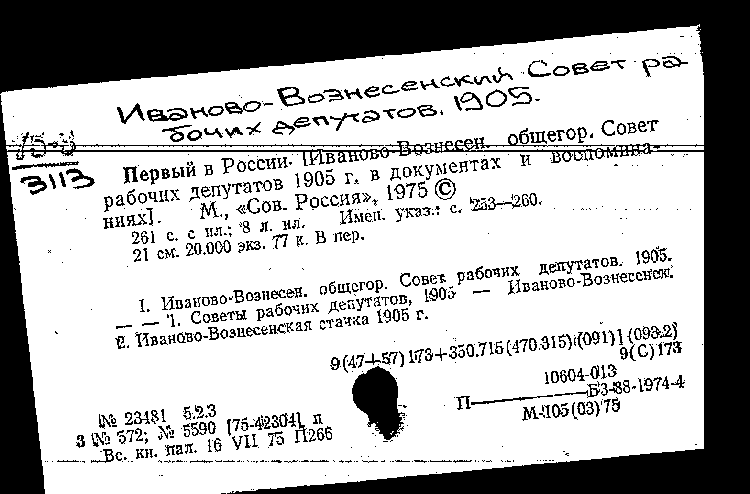 Иваново-Вознесенский Совет ра
бочих депутатов. 1905.
75-3
3113
Первый в России. [Иваново-Вознесен. общегор. Совет
рабочих депутатов 1905 г. в документах и воспомина-
ниях]. М., «Сов. Россия», 1975 ©
261 с. с ил.; 8 л. ил. Имен. указ.: с. 253—260.
21 см. 20.000 экз. 77 к. В пер.
I. Иваново-Вознесен. общегор. Совет рабочих депутатов. 1905.
— — 1. Советы рабочих депутатов, 1905 — Иваново-Вознесенск.
2. Иваново-Вознесенская стачка 1905 г.
9(47+57)173+350.715(470.315)(091)](093.2)
9(С)173
10604-013
П— Б3-88-1974-4
М-105(03)75
№ 23481 5.2.3
3 № 572; № 5590 [75-42304] п
Вс. кн. пал. 16 VII 75 П266